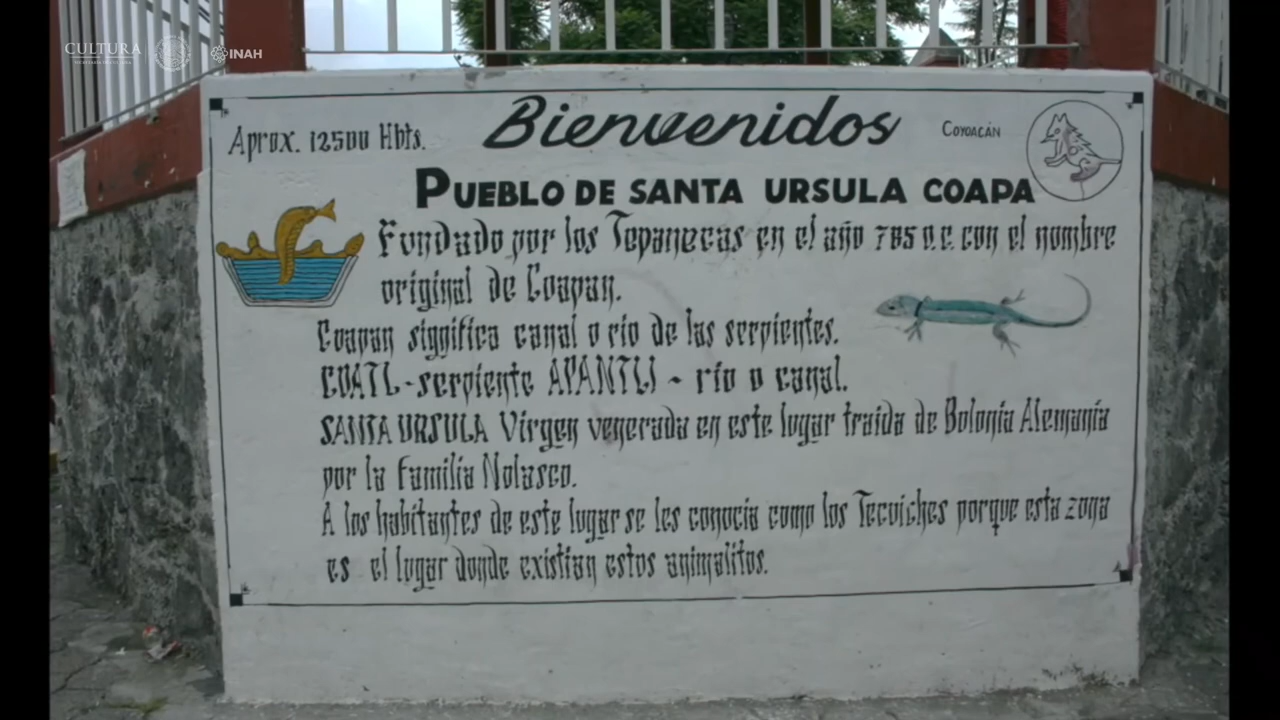 CULTURA
INAH
Aprox. 12500 Hbts.
Bienvenidos
COYOACÁN
PUEBLO DE SANTA URSULA COAPA
Fundado por los Tepanecas en el año 785 D.C. con el nombre
original de Coapan.
Coapan significa canal o río de las serpientes.
COATL-serpiente APANTLI - río o canal.
SANTA URSULA Virgen venerada en este lugar traida de Bolonia Alemania
por la familia Nolasco.
A los habitantes de este lugar se les conocía como los Tecuiches porque esta zona
es el lugar donde existían estos animalitos.